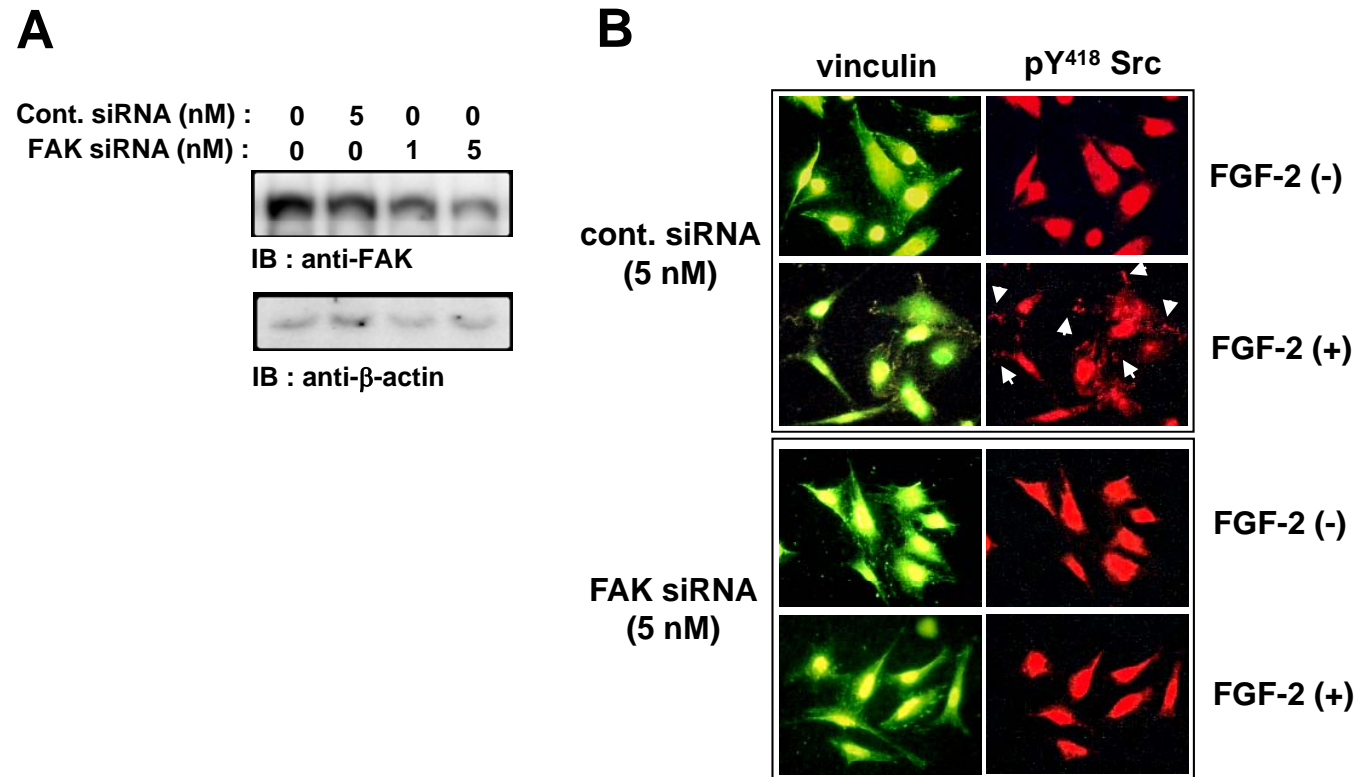 A
Cont. siRNA (nM) : 0 5 0 0
FAK siRNA (nM) : 0 0 1 5
IB : anti-FAK
IB : anti-β-actin
B
vinculin pY⁴¹⁸ Src
cont. siRNA
(5 nM)
FGF-2 (-)
FGF-2 (+)
FAK siRNA
(5 nM)
FGF-2 (-)
FGF-2 (+)